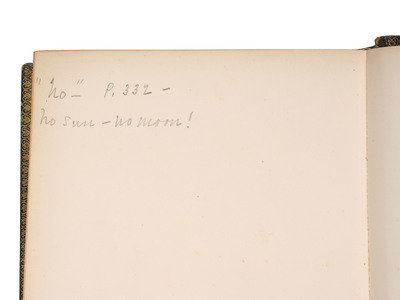 "No—" P. 332 —
No sun – no moon!